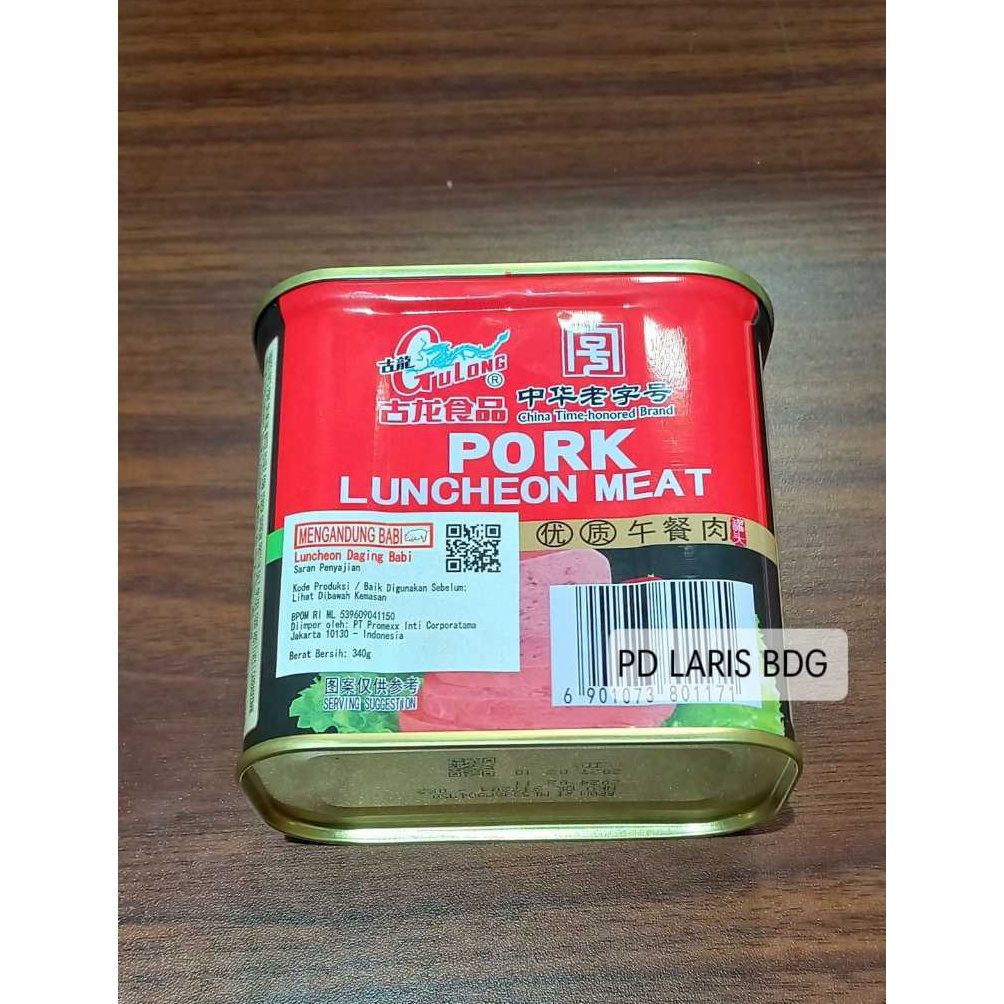 古龍
GULONG®
古龙食品
号
中华老字号
China Time-honored Brand
PORK
LUNCHEON MEAT
优质午餐肉
罐头
MENGANDUNG BABI
Luncheon Daging Babi
Saran Penyajian
Kode Produksi / Baik Digunakan Sebelum:
Lihat Dibawah Kemasan
BPOM RI ML 539609041150
Diimpor oleh: PT Promexx Inti Corporatama
Jakarta 10130 - Indonesia
Berat Bersih: 340g
图案仅供参考
SERVING SUGGESTION
6 901073 801171
PD LARIS BDG